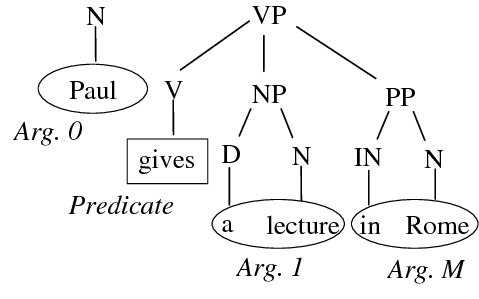 N VP
Paul V NP PP
Arg. 0
gives D N IN N
Predicate
a lecture in Rome
Arg. 1 Arg. M